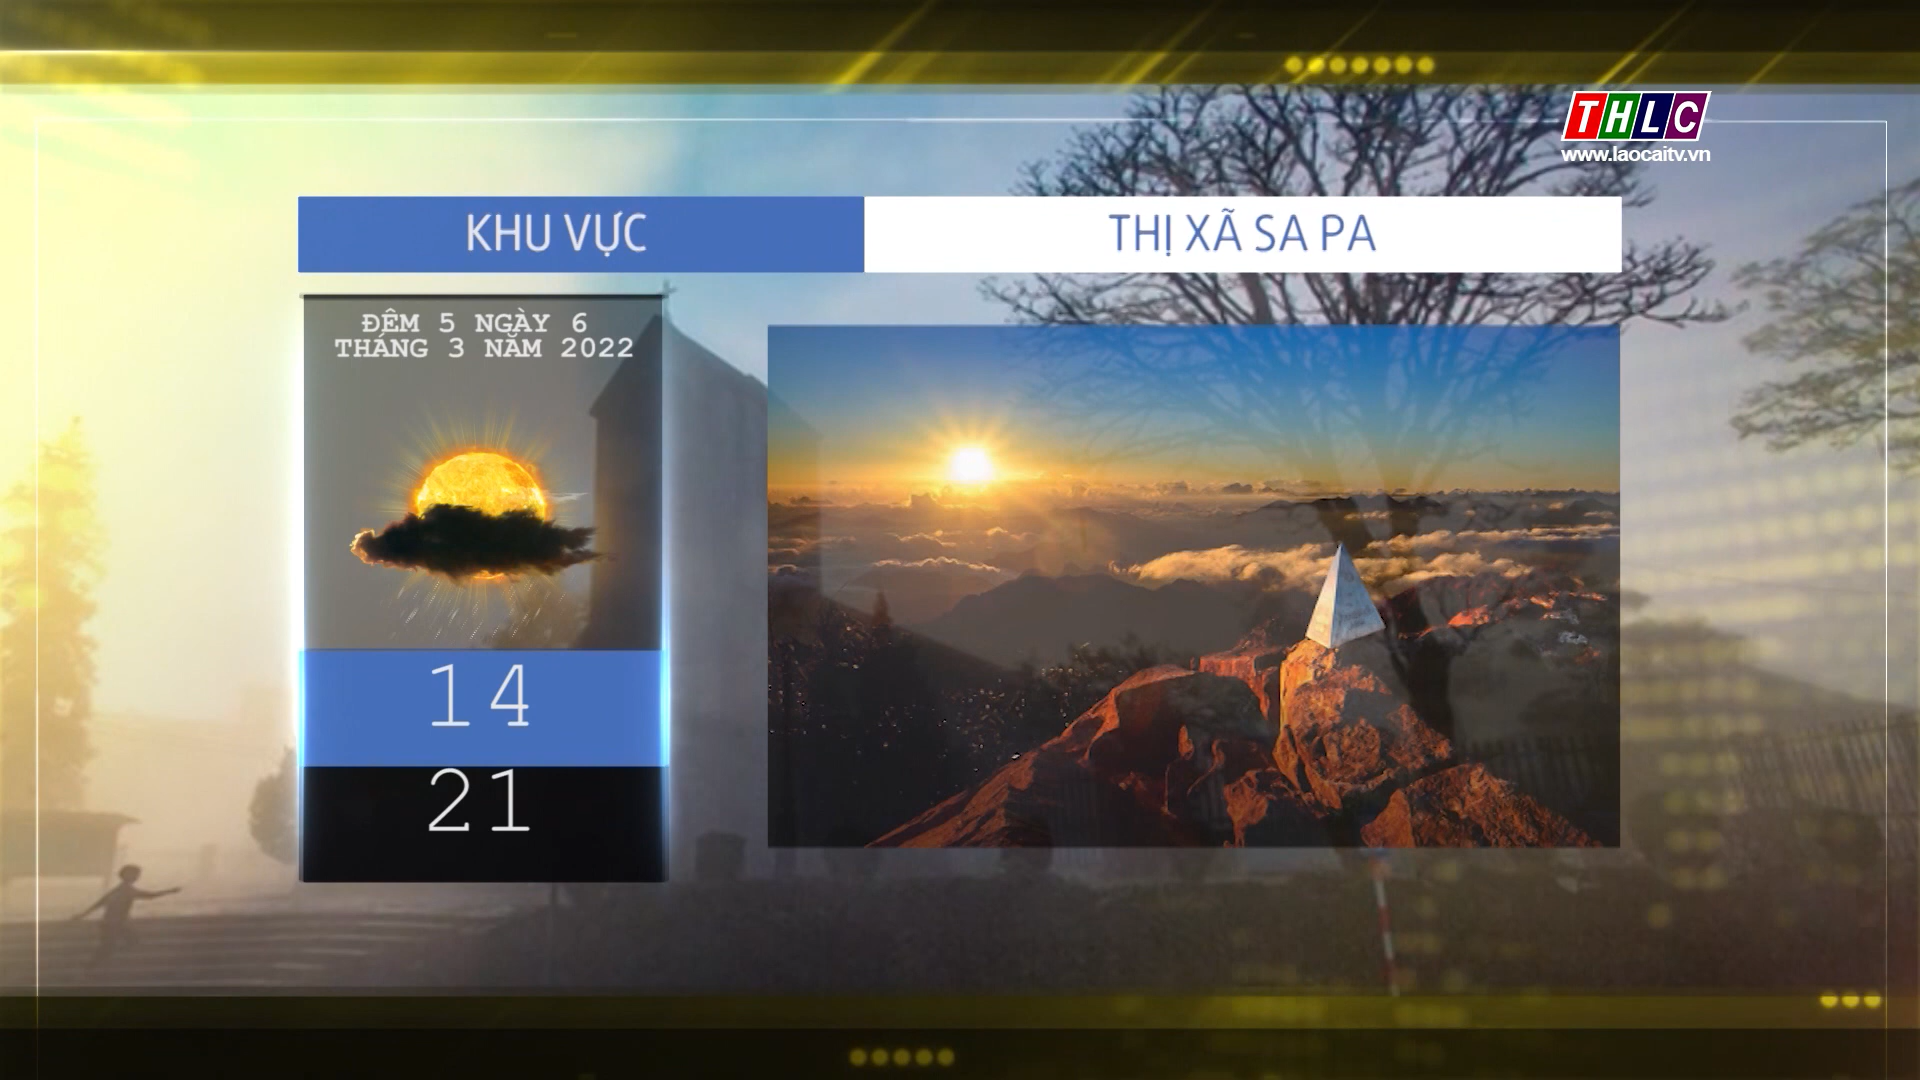 THLC
www.laocaitv.vn
KHU VỰC
THỊ XÃ SA PA
ĐÊM 5 NGÀY 6
THÁNG 3 NĂM 2022
14
21